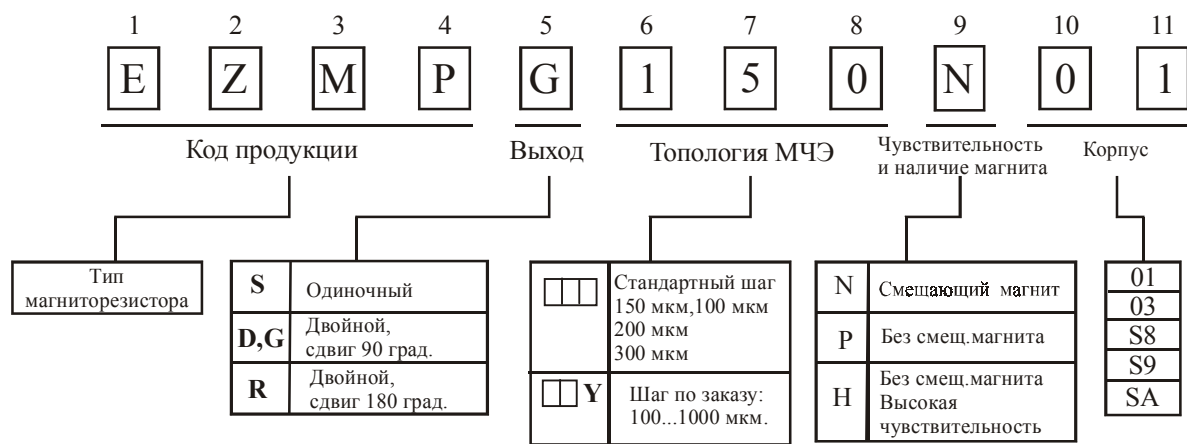 1 2 3 4 5 6 7 8 9 10 11
E Z M P G 1 5 0 N 0 1
Код продукции
Выход
Топология МЧЭ
Чувствительность
и наличие магнита
Корпус
Тип
магниторезистора
S Одиночный
D,G Двойной,
сдвиг 90 град.
R Двойной,
сдвиг 180 град.
Стандартный шаг
150 мкм,100 мкм
200 мкм
300 мкм
Y Шаг по заказу:
100...1000 мкм.
N Смещающий магнит
P Без смещ.магнита
H Без смещ.магнита
Высокая
чувствительность
01
03
S8
S9
SA